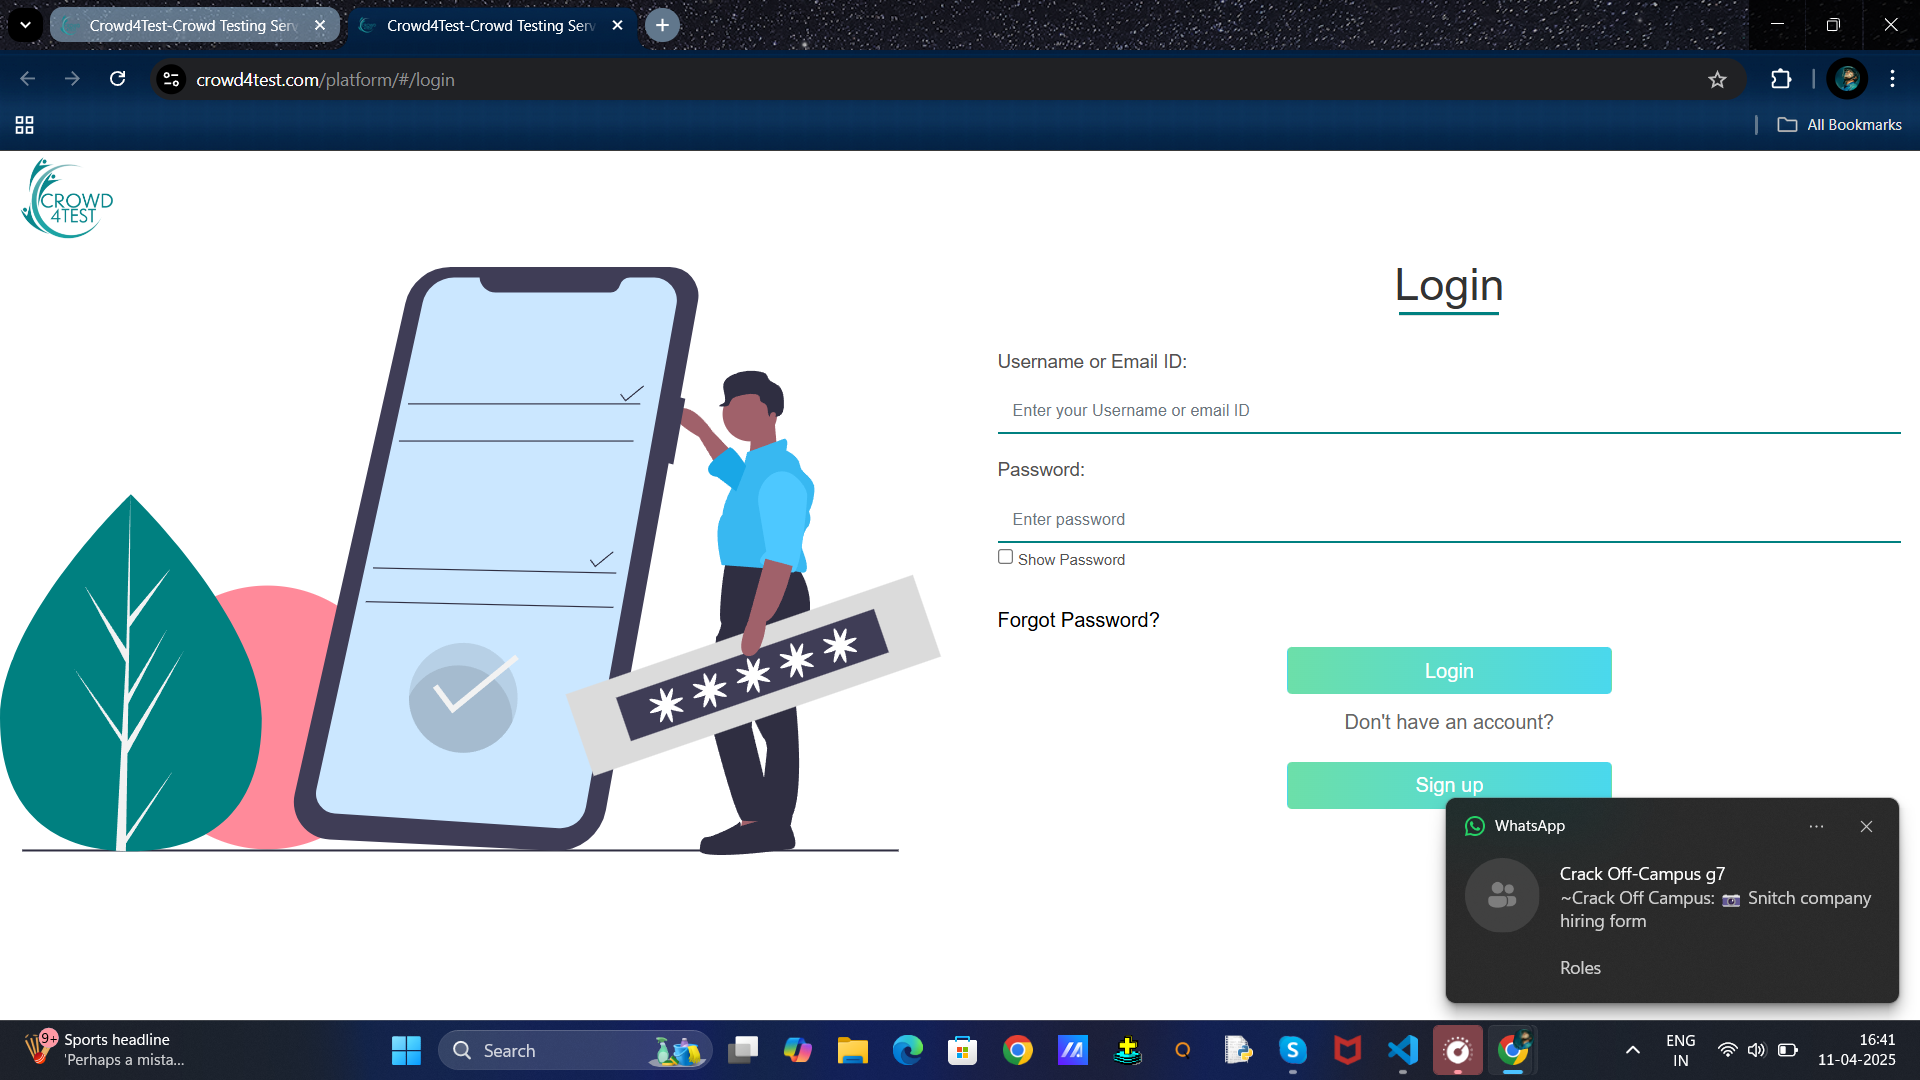 Crowd4Test-Crowd Testing Serv
Crowd4Test-Crowd Testing Serv
crowd4test.com/platform/#/login
All Bookmarks
CROWD
4TEST
Login
Username or Email ID:
Enter your Username or email ID
Password:
Enter password
Show Password
Forgot Password?
Login
Don't have an account?
Sign up
WhatsApp
Crack Off-Campus g7
~Crack Off Campus: 📷 Snitch company
hiring form
Roles
9+
Sports headline
'Perhaps a mista...
Search
ENG
IN
16:41
11-04-2025